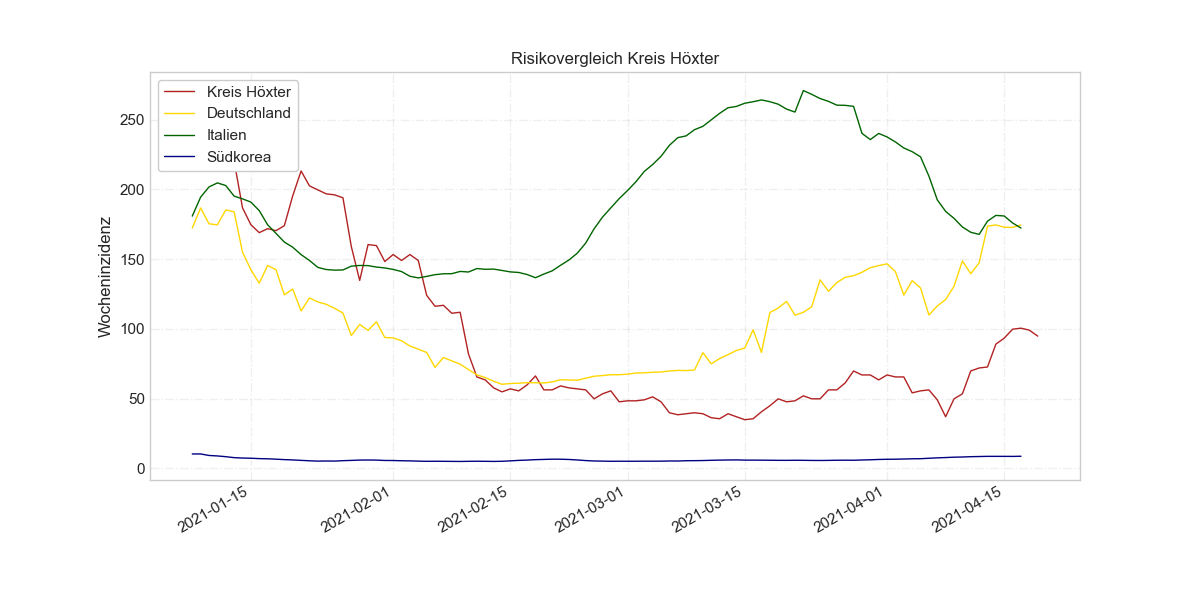 Risikovergleich Kreis Höxter
Kreis Höxter
Deutschland
Italien
Südkorea
Wocheninzidenz
250
200
150
100
50
0
2021-01-15
2021-02-01
2021-02-15
2021-03-01
2021-03-15
2021-04-01
2021-04-15